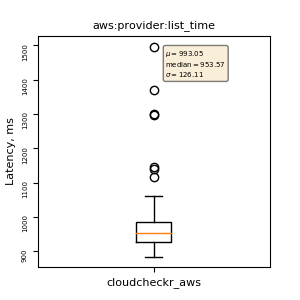 aws:provider:list_time
1500
1400
1300
1200
1100
1000
900
Latency, ms
μ = 993.05
median = 953.57
σ = 126.11
cloudcheckr_aws